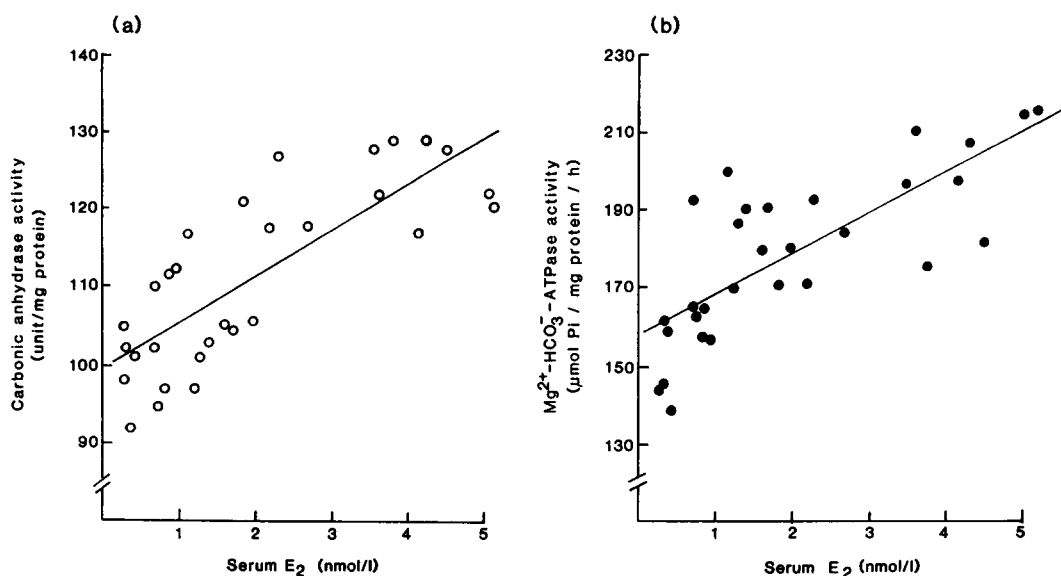 (a)
140
130
120
110
100
90
Carbonic anhydrase activity
(unit/mg protein)
1 2 3 4 5
Serum E₂ (nmol/l)
(b)
230
210
190
170
150
130
Mg²⁺-HCO₃⁻-ATPase activity
(μmol Pi / mg protein / h)
1 2 3 4 5
Serum E₂ (nmol/l)